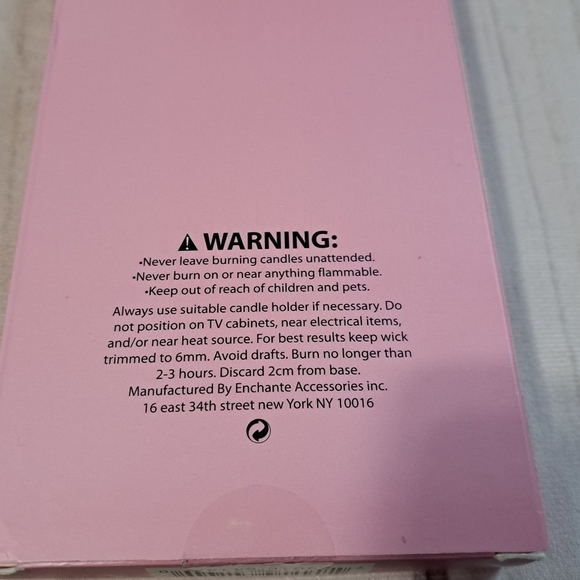 ⚠ WARNING:
•Never leave burning candles unattended.
•Never burn on or near anything flammable.
•Keep out of reach of children and pets.
Always use suitable candle holder if necessary. Do
not position on TV cabinets, near electrical items,
and/or near heat source. For best results keep wick
trimmed to 6mm. Avoid drafts. Burn no longer than
2-3 hours. Discard 2cm from base.
Manufactured By Enchante Accessories inc.
16 east 34th street new York NY 10016